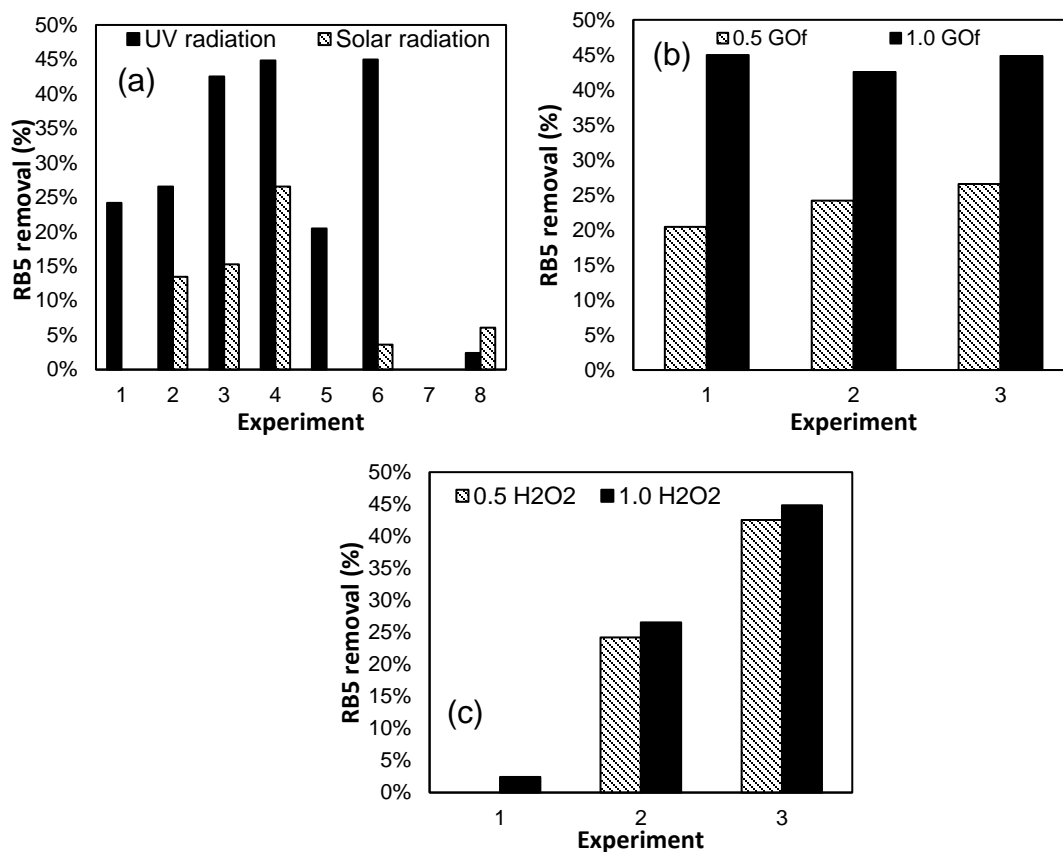 50%
45%
40%
35%
30%
25%
20%
15%
10%
5%
0%
RB5 removal (%)
UV radiation Solar radiation
(a)
1 2 3 4 5 6 7 8
Experiment
50%
45%
40%
35%
30%
25%
20%
15%
10%
5%
0%
RB5 removal (%)
0.5 GOf 1.0 GOf
(b)
1 2 3
Experiment
50%
45%
40%
35%
30%
25%
20%
15%
10%
5%
0%
RB5 removal (%)
0.5 H2O2 1.0 H2O2
(c)
1 2 3
Experiment